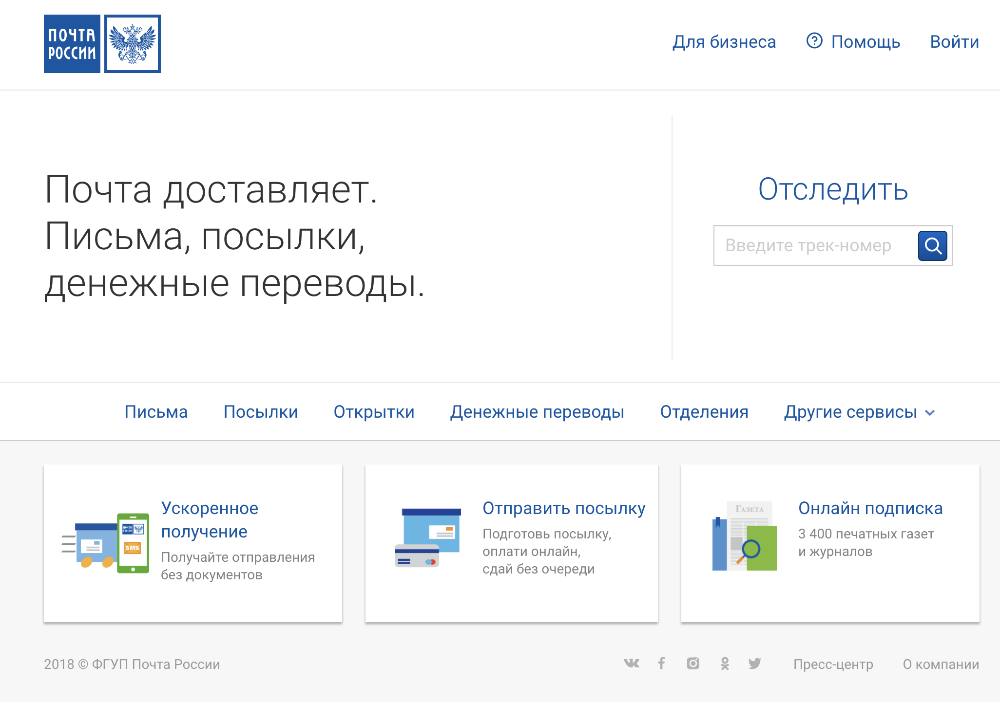 ПОЧТА
РОССИИ
Для бизнеса
Помощь
Войти
Почта доставляет.
Письма, посылки,
денежные переводы.
Отследить
Введите трек-номер
Письма
Посылки
Открытки
Денежные переводы
Отделения
Другие сервисы
ПОЧТА
РОССИИ
SMS
Ускоренное
получение
Получайте отправления
без документов
Отправить посылку
Подготовь посылку,
оплати онлайн,
сдай без очереди
ГАЗЕТА
Онлайн подписка
3 400 печатных газет
и журналов
2018 © ФГУП Почта России
Пресс-центр
О компании